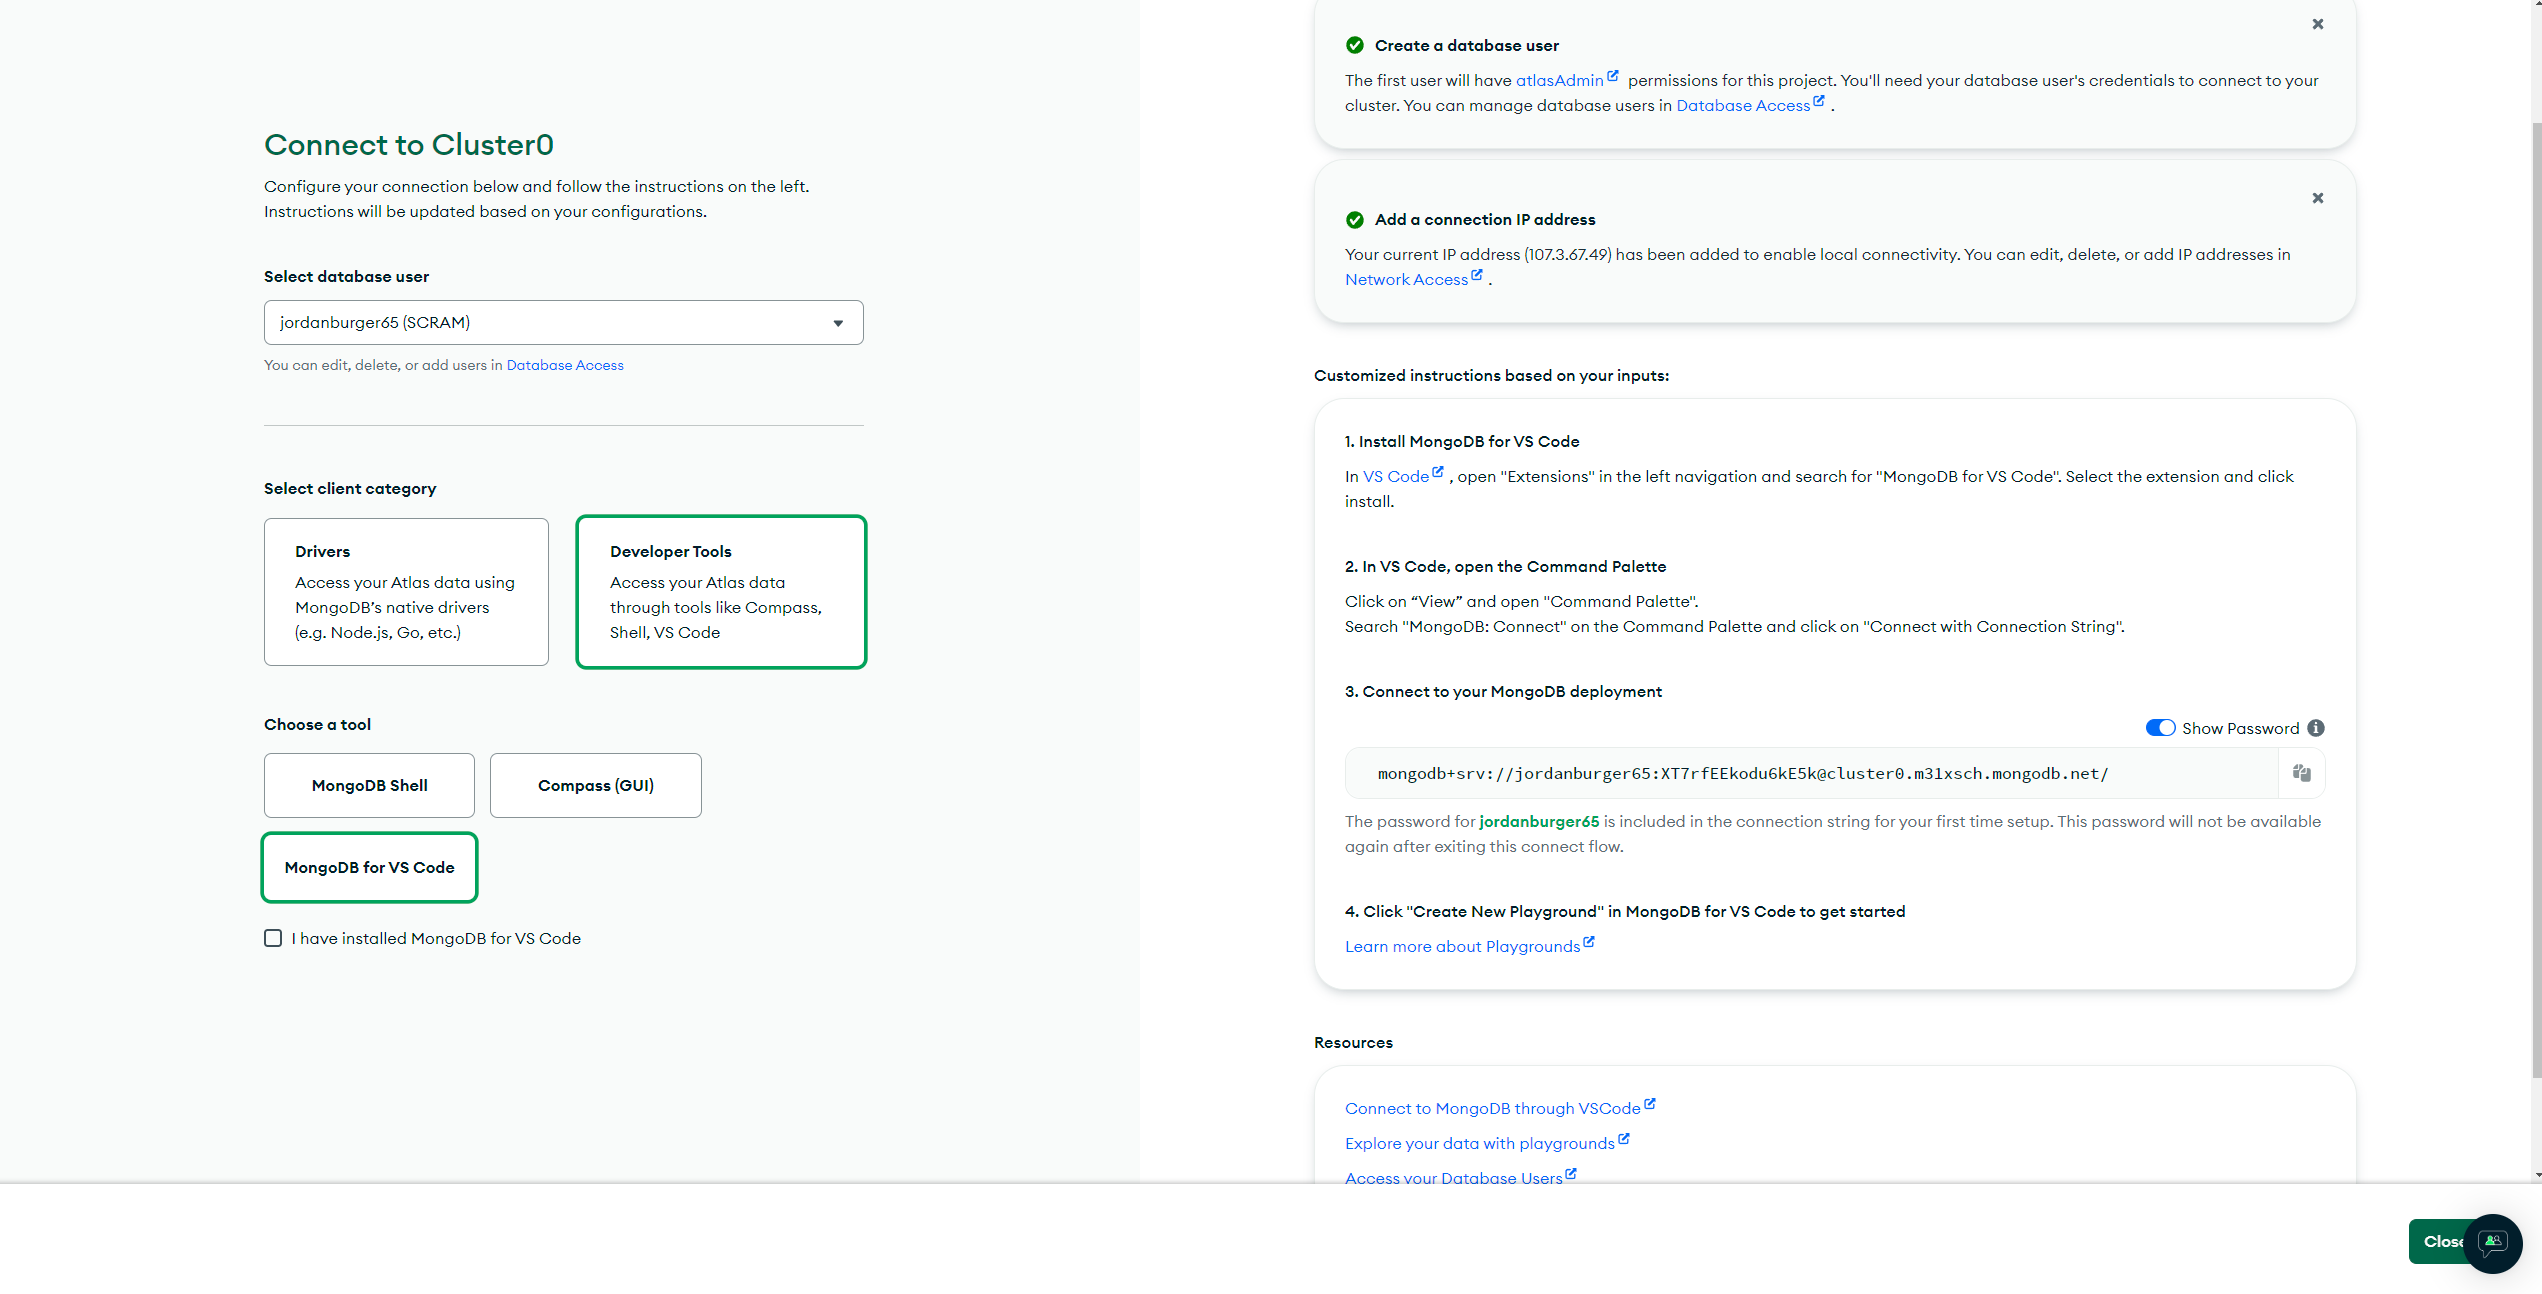 Connect to Cluster0
Configure your connection below and follow the instructions on the left.
Instructions will be updated based on your configurations.
Select database user
jordanburger65 (SCRAM)
You can edit, delete, or add users in Database Access
Select client category
Drivers
Access your Atlas data using
MongoDB’s native drivers
(e.g. Node.js, Go, etc.)
Developer Tools
Access your Atlas data
through tools like Compass,
Shell, VS Code
Choose a tool
MongoDB Shell
Compass (GUI)
MongoDB for VS Code
I have installed MongoDB for VS Code
Create a database user
The first user will have atlasAdmin permissions for this project. You'll need your database user's credentials to connect to your
cluster. You can manage database users in Database Access .
Add a connection IP address
Your current IP address (107.3.67.49) has been added to enable local connectivity. You can edit, delete, or add IP addresses in
Network Access .
Customized instructions based on your inputs:
1. Install MongoDB for VS Code
In VS Code , open "Extensions" in the left navigation and search for "MongoDB for VS Code". Select the extension and click
install.
2. In VS Code, open the Command Palette
Click on “View” and open "Command Palette".
Search "MongoDB: Connect" on the Command Palette and click on "Connect with Connection String".
3. Connect to your MongoDB deployment
Show Password
mongodb+srv://jordanburger65:XT7rfEEkodu6kE5k@cluster0.m31xsch.mongodb.net/
The password for jordanburger65 is included in the connection string for your first time setup. This password will not be available
again after exiting this connect flow.
4. Click "Create New Playground" in MongoDB for VS Code to get started
Learn more about Playgrounds
Resources
Connect to MongoDB through VSCode
Explore your data with playgrounds
Access your Database Users
Close